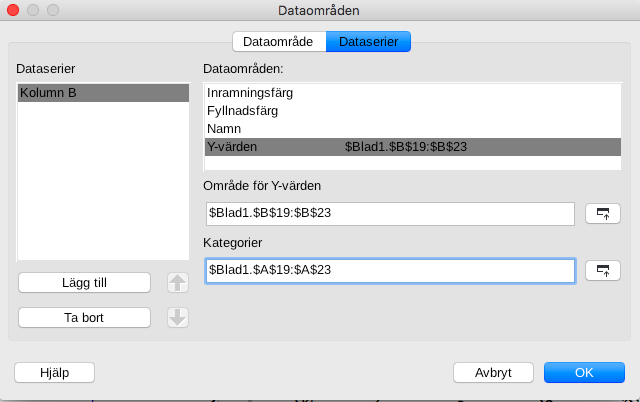 Dataområden
Dataområde Dataserier
Dataserier
Kolumn B
Dataområden:
Inramningsfärg
Fyllnadsfärg
Namn
Y-värden $Blad1.$B$19:$B$23
Område för Y-värden
$Blad1.$B$19:$B$23
Kategorier
$Blad1.$A$19:$A$23
Lägg till
Ta bort
Hjälp
Avbryt
OK